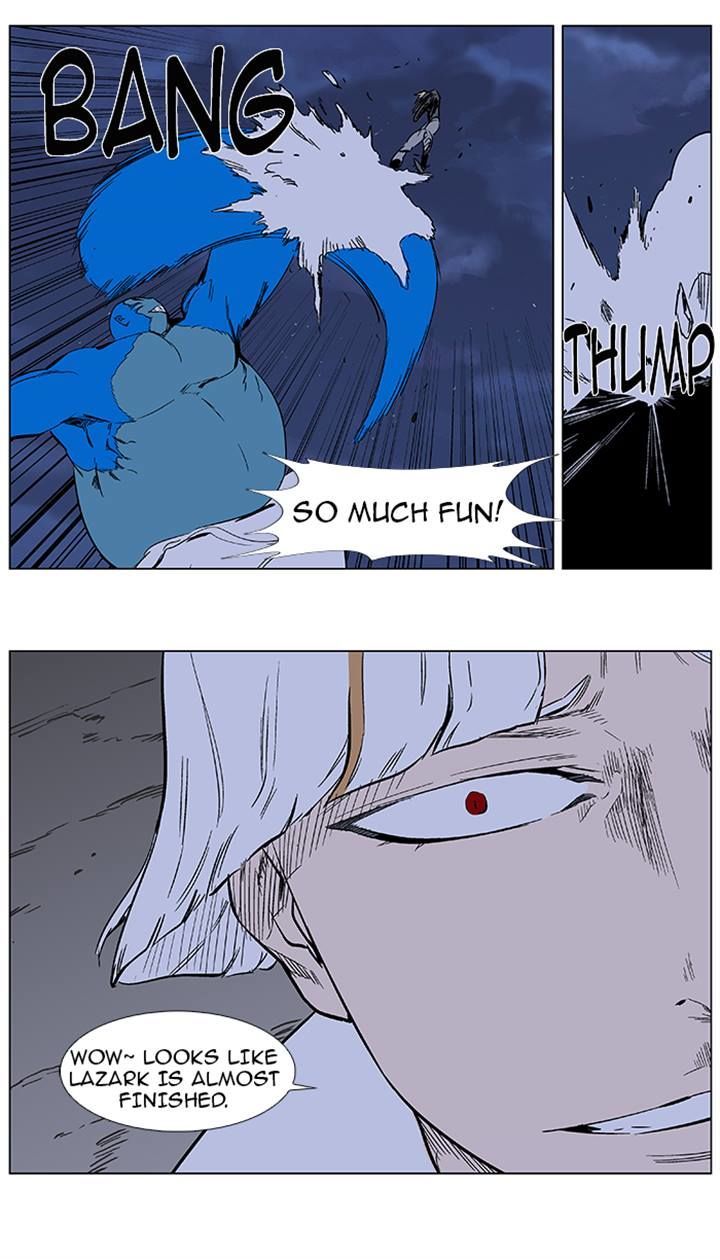 BANG
THUMP
SO MUCH FUN!
WOW~ LOOKS LIKE
LAZARK IS ALMOST
FINISHED.